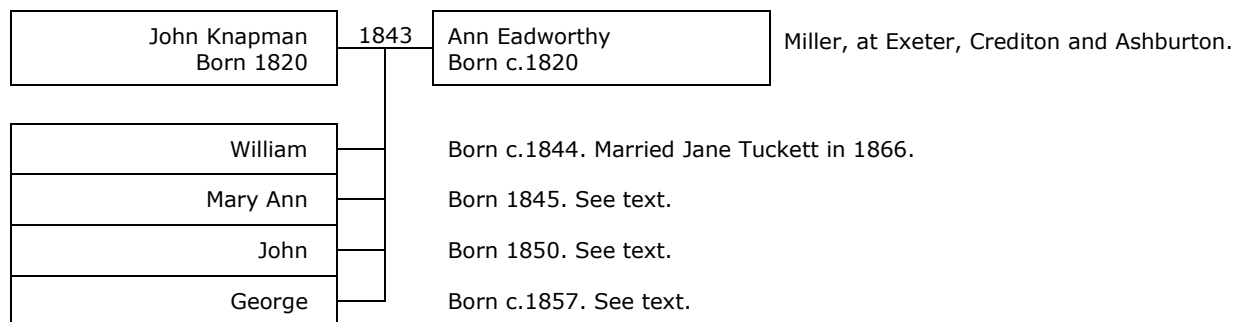 John Knapman
Born 1820
1843
Ann Eadworthy
Born c.1820
Miller, at Exeter, Crediton and Ashburton.
William
Born c.1844. Married Jane Tuckett in 1866.
Mary Ann
Born 1845. See text.
John
Born 1850. See text.
George
Born c.1857. See text.